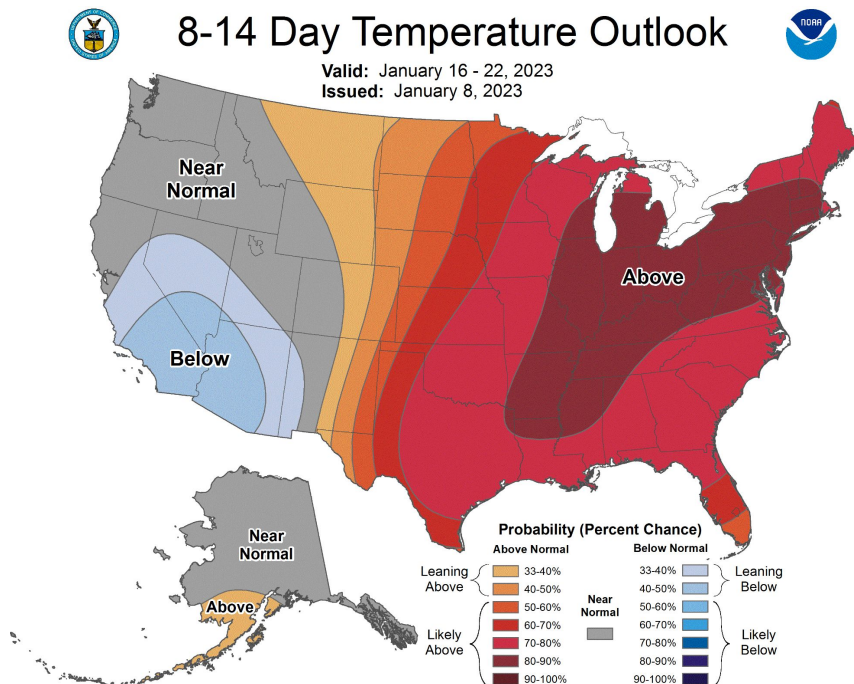 8-14 Day Temperature Outlook
NOAA
Valid: January 16 - 22, 2023
Issued: January 8, 2023
Near
Normal
Above
Below
Near
Normal
Above
Probability (Percent Chance)
Above Normal
Below Normal
Leaning
Above
33-40%
40-50%
Likely
Above
50-60%
60-70%
70-80%
80-90%
90-100%
Near
Normal
33-40%
40-50%
Leaning
Below
50-60%
60-70%
70-80%
80-90%
90-100%
Likely
Below